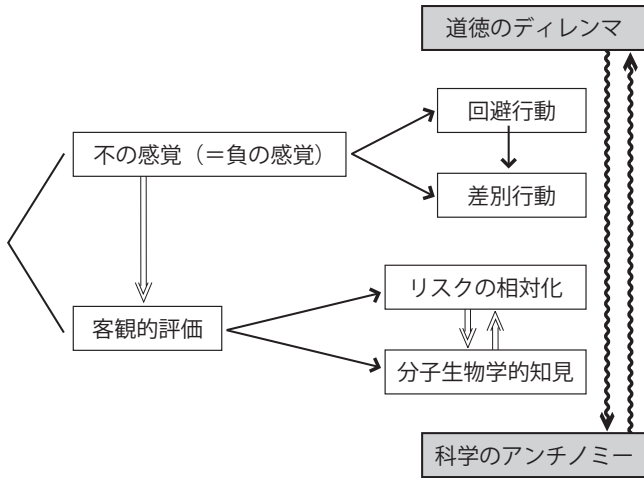 道徳のディレンマ
回避行動
不の感覚（＝負の感覚）
差別行動
リスクの相対化
客観的評価
分子生物学的知見
科学のアンチノミー